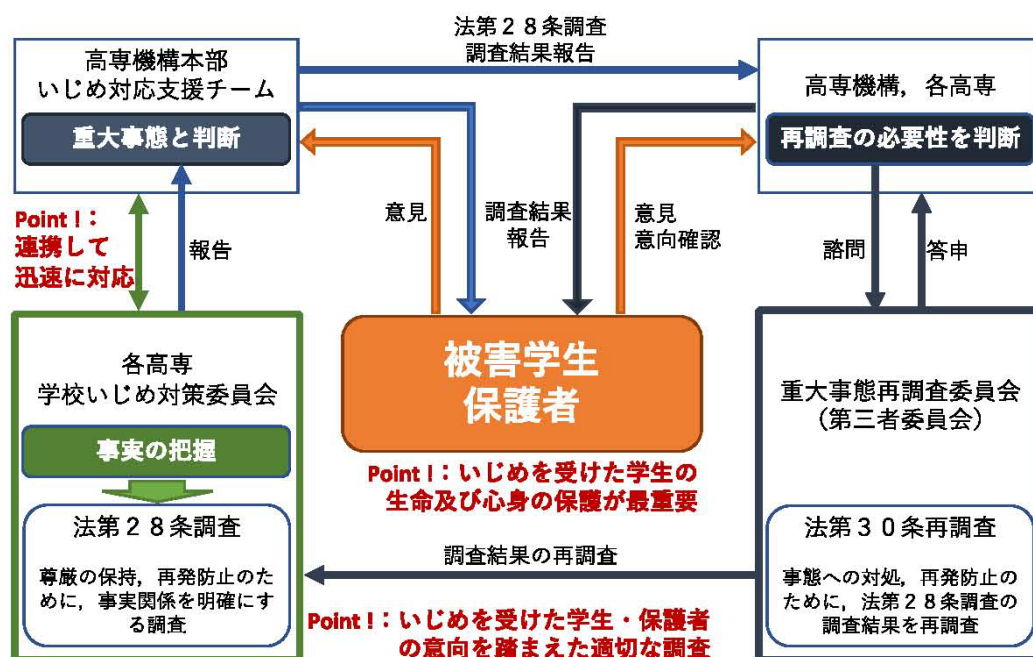 法第２８条調査
調査結果報告
高専機構本部
いじめ対応支援チーム
重大事態と判断
高専機構，各高専
再調査の必要性を判断
Point！：
連携して
迅速に対応
報告
意見
調査結果
報告
意見
意向確認
諮問
答申
各高専
学校いじめ対策委員会
事実の把握
法第２８条調査
尊厳の保持，再発防止のた
めに，事実関係を明確にす
る調査
被害学生
保護者
Point！：いじめを受けた学生の
生命及び心身の保護が最重要
重大事態再調査委員会
（第三者委員会）
法第３０条再調査
事態への対処，再発防止の
ために，法第２８条調査の
調査結果を再調査
調査結果の再調査
Point！：いじめを受けた学生・保護者
の意向を踏まえた適切な調査